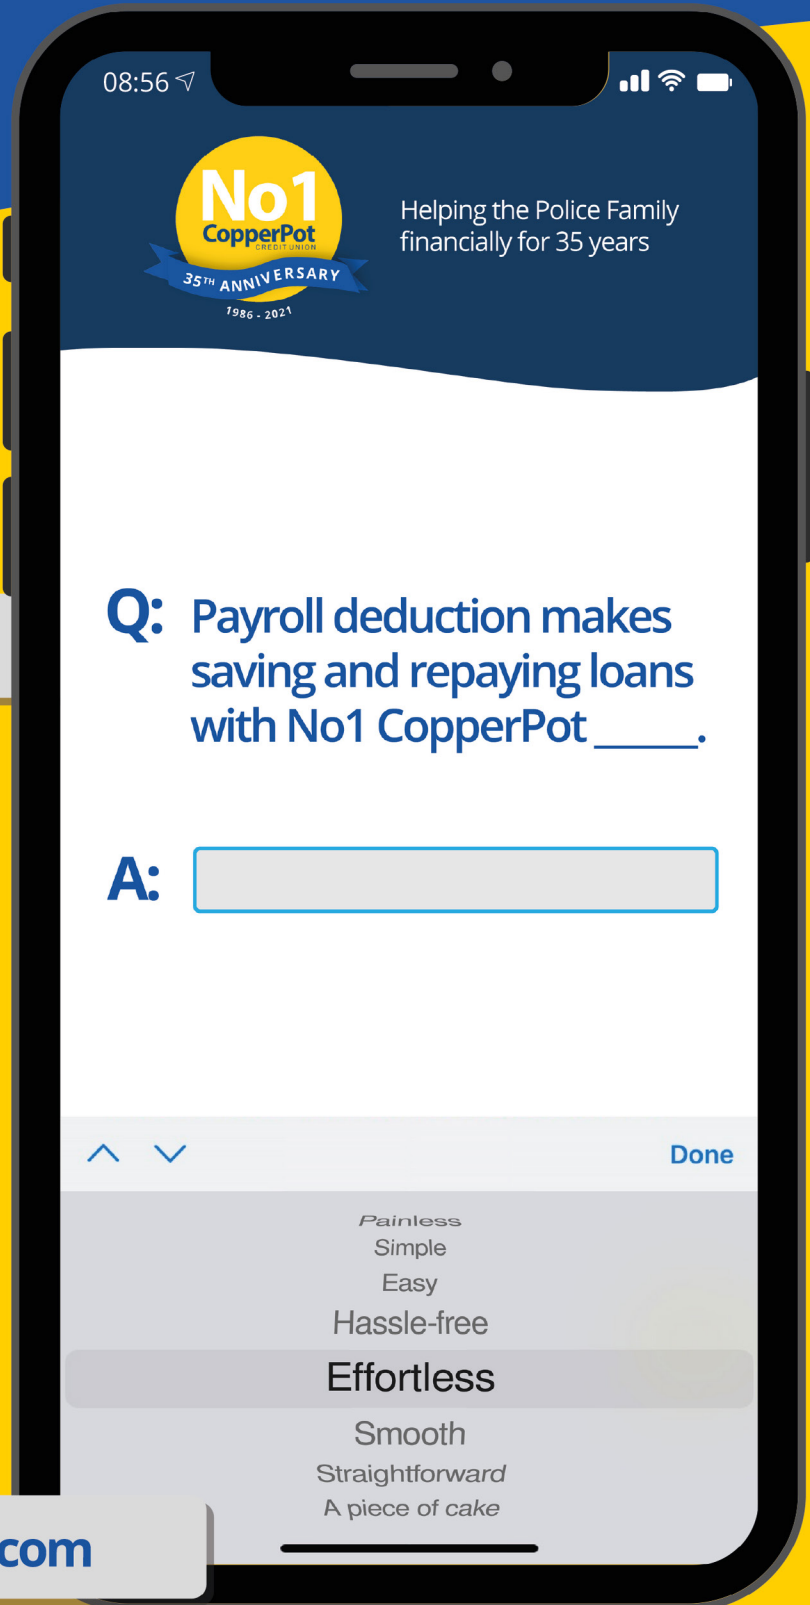 08:56
No1
CopperPot
CREDIT UNION
35TH ANNIVERSARY
1986 - 2021
Helping the Police Family
financially for 35 years
Q: Payroll deduction makes
saving and repaying loans
with No1 CopperPot _____.
A:
Done
Painless
Simple
Easy
Hassle-free
Effortless
Smooth
Straightforward
A piece of cake
com